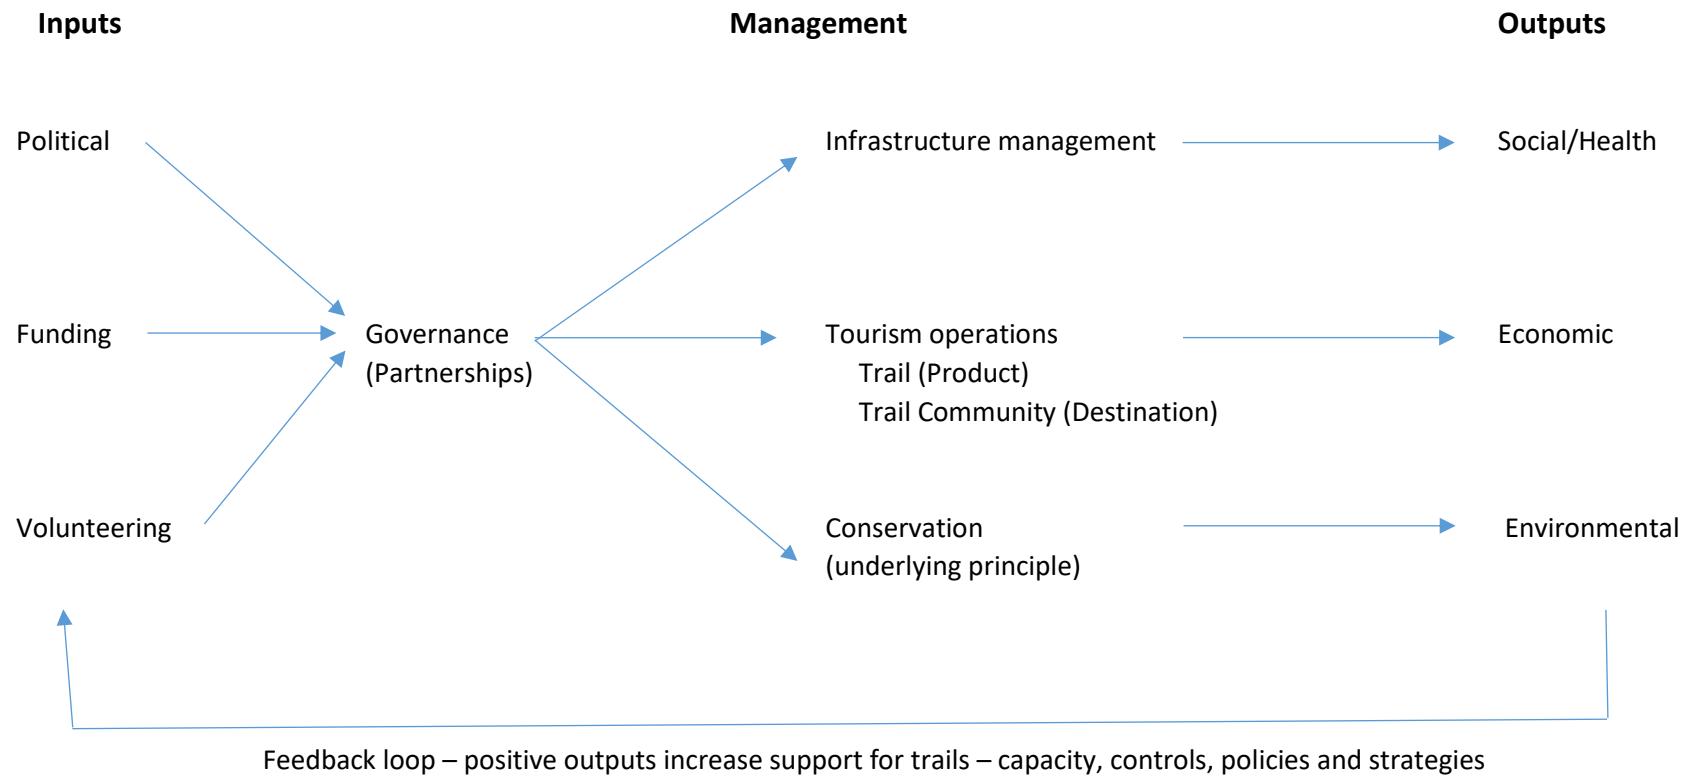 Inputs
Management
Outputs
Political
Infrastructure management
Social/Health
Funding
Governance
(Partnerships)
Tourism operations
Trail (Product)
Trail Community (Destination)
Economic
Volunteering
Conservation
(underlying principle)
Environmental
Feedback loop – positive outputs increase support for trails – capacity, controls, policies and strategies